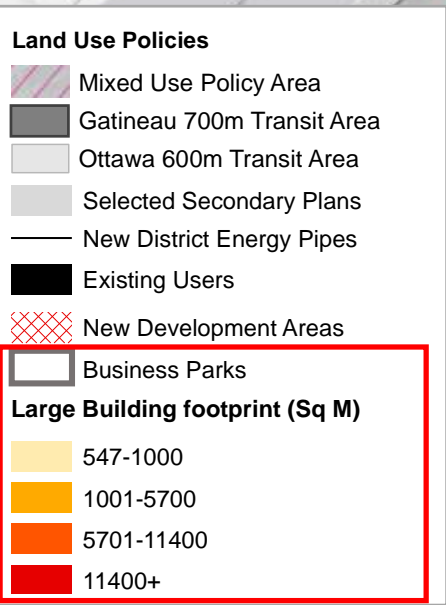 Land Use Policies
Mixed Use Policy Area
Gatineau 700m Transit Area
Ottawa 600m Transit Area
Selected Secondary Plans
New District Energy Pipes
Existing Users
New Development Areas
Business Parks
Large Building footprint (Sq M)
547-1000
1001-5700
5701-11400
11400+